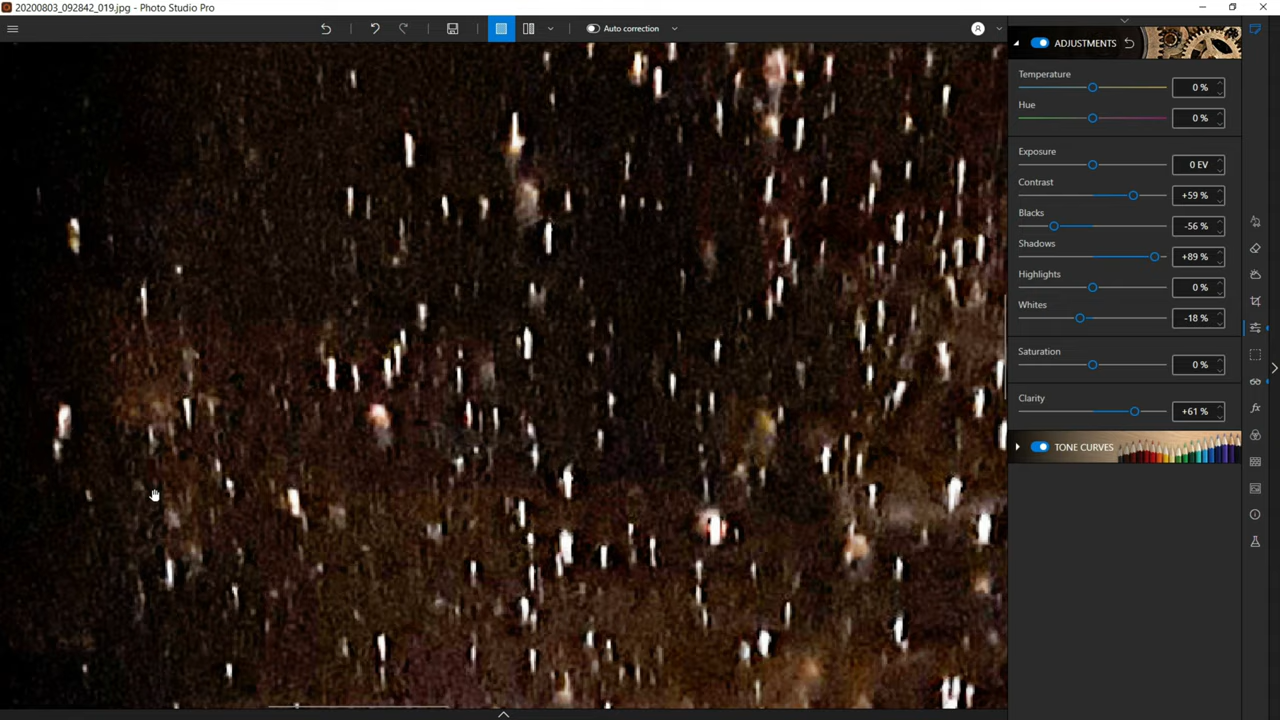 20200803_092842_019.jpg - Photo Studio Pro
Auto correction
ADJUSTMENTS
Temperature
0 %
Hue
0 %
Exposure
0 EV
Contrast
+59 %
Blacks
-56 %
Shadows
+89 %
Highlights
0 %
Whites
-18 %
Saturation
0 %
Clarity
+61 %
TONE CURVES
fx